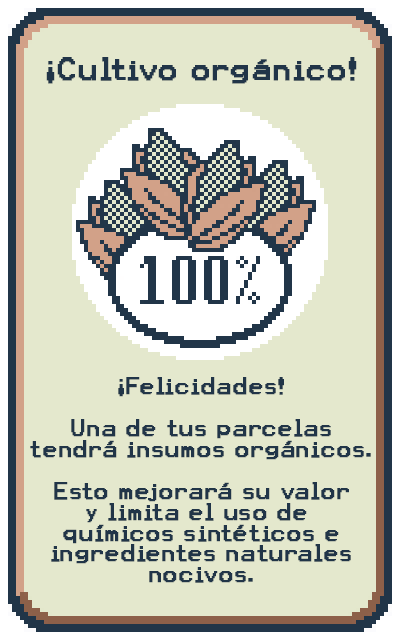 ¡Cultivo orgánico!
100%
¡Felicidades!
Una de tus parcelas
tendrá insumos orgánicos.
Esto mejorará su valor
y limita el uso de
químicos sintéticos e
ingredientes naturales
nocivos.